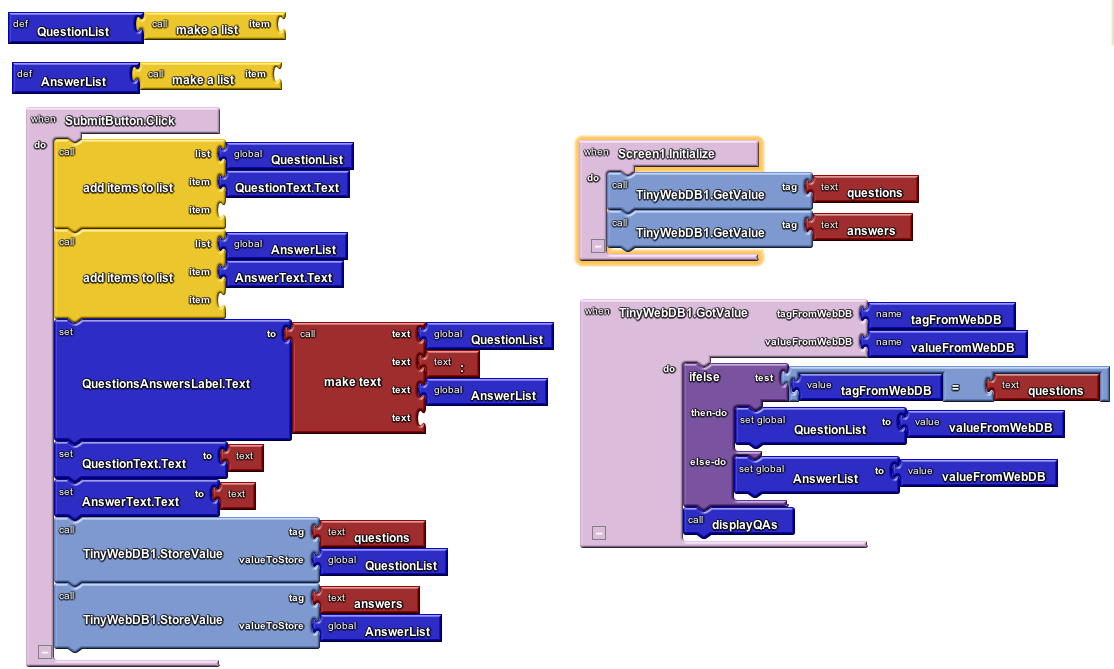 def QuestionList call make a list item
def AnswerList call make a list item
when SubmitButton.Click
do
call add items to list list global QuestionList
item QuestionText.Text
item
call add items to list list global AnswerList
item AnswerText.Text
item
set QuestionsAnswersLabel.Text to call make text text global QuestionList
text text :
text global AnswerList
text
set QuestionText.Text to text
set AnswerText.Text to text
call TinyWebDB1.StoreValue tag text questions
valueToStore global QuestionList
call TinyWebDB1.StoreValue tag text answers
valueToStore global AnswerList
when Screen1.Initialize
do
call TinyWebDB1.GetValue tag text questions
call TinyWebDB1.GetValue tag text answers
when TinyWebDB1.GotValue tagFromWebDB name tagFromWebDB
valueFromWebDB name valueFromWebDB
do
ifelse test value tagFromWebDB = text questions
then-do set global QuestionList to value valueFromWebDB
else-do set global AnswerList to value valueFromWebDB
call displayQAs